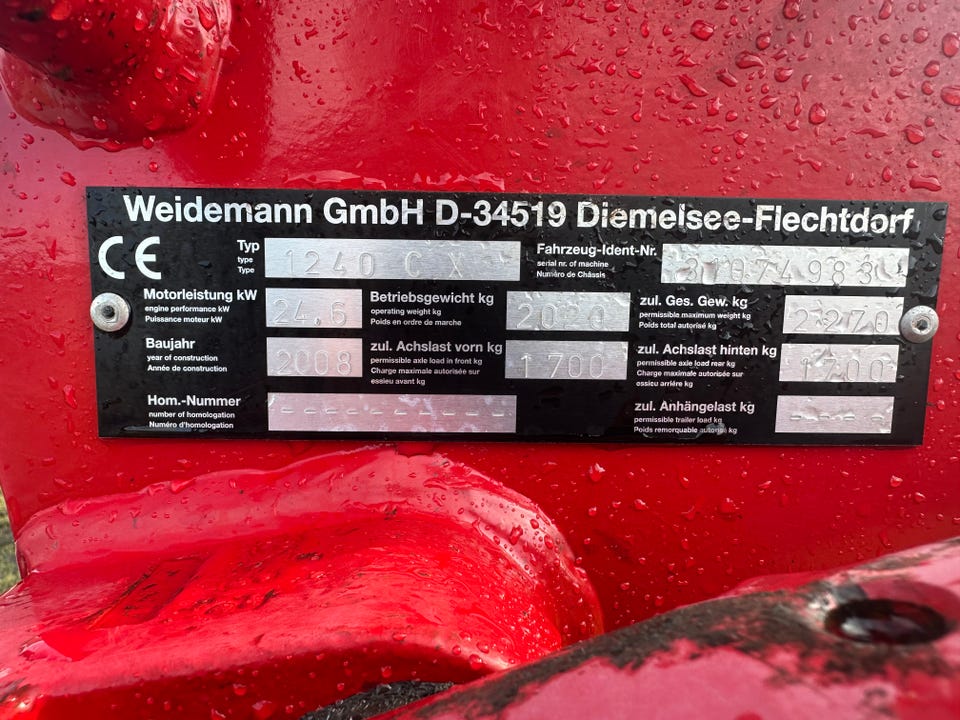 Weidemann GmbH D-34519 Diemelsee-Flechtdorf
CE
Typ
type
Type
1240 CX
Fahrzeug-Ident-Nr.
serial nr. of machine
Numéro de Châssis
31074983
Motorleistung kW
engine performance kW
Puissance moteur kW
24,6
Betriebsgewicht kg
operating weight kg
Poids en ordre de marche
2020
zul. Ges. Gew. kg
permissible maximum weight kg
Poids total autorisé kg
2270
Baujahr
year of construction
Année de construction
2008
zul. Achslast vorn kg
permissible axle load in front kg
Charge maximale autorisée sur
essieu avant kg
1700
zul. Achslast hinten kg
permissible axle load rear kg
Charge maximale autorisée sur
essieu arrière kg
1700
Hom.-Nummer
number of homologation
Numéro d'homologation
- - - - - - - - - -
zul. Anhängelast kg
permissible trailer load kg
Poids remorquable autorisé kg
- - - -